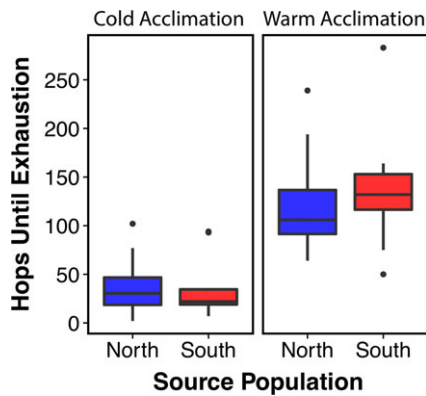 Cold Acclimation Warm Acclimation
Hops Until Exhaustion
250
200
150
100
50
0
North South North South
Source Population